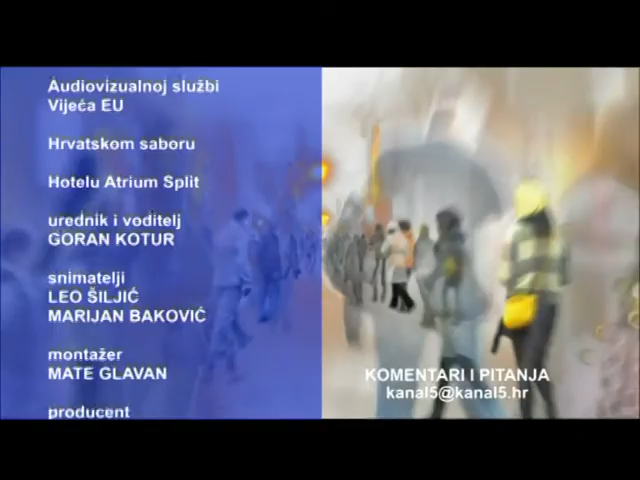 Audiovizualnoj službi
Vijeća EU
Hrvatskom saboru
Hotelu Atrium Split
urednik i voditelj
GORAN KOTUR
snimatelji
LEO ŠILJIĆ
MARIJAN BAKOVIĆ
montažer
MATE GLAVAN
producent
KOMENTARI I PITANJA
kanal5@kanal5.hr